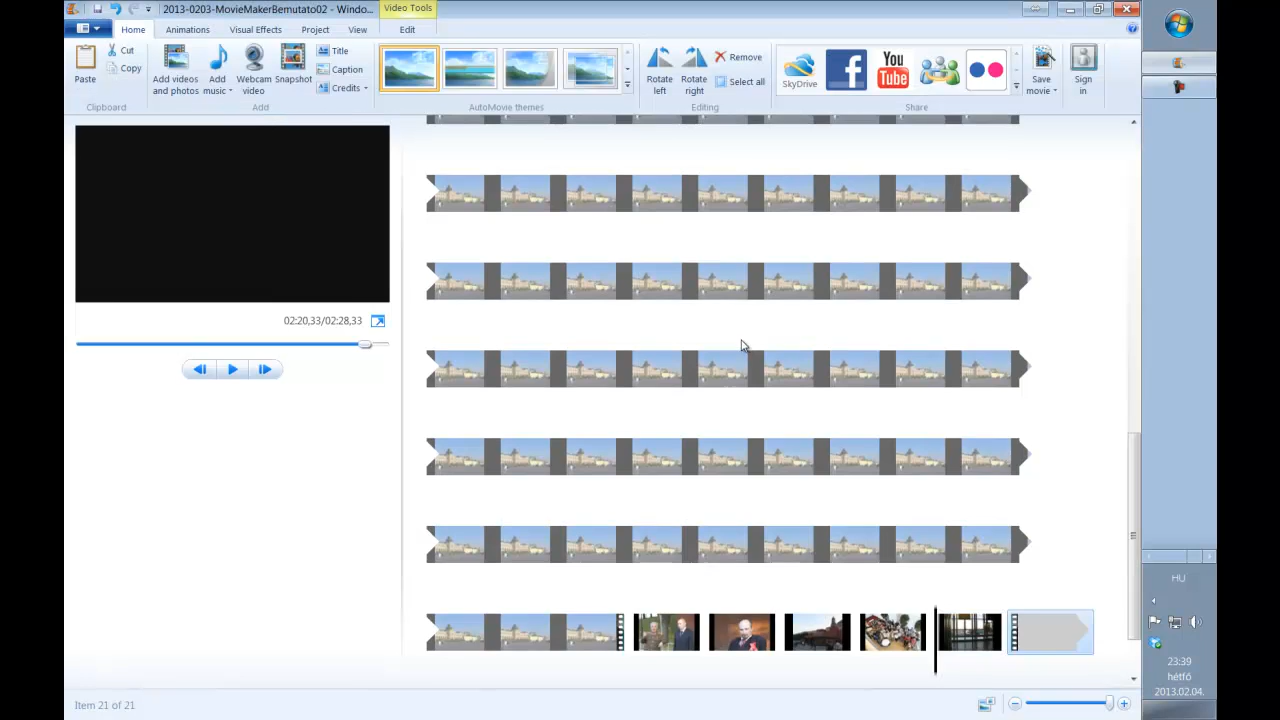 2013-0203-MovieMakerBemutato02 - Windo...
Video Tools
Home
Animations
Visual Effects
Project
View
Edit
Paste
Cut
Copy
Clipboard
Add videos and photos
Add music
Webcam video
Snapshot
Title
Caption
Credits
Add
AutoMovie themes
Rotate left
Rotate right
Remove
Select all
Editing
SkyDrive
You Tube
Share
Save movie
Sign in
02:20,33/02:28,33
Item 21 of 21
HU
23:39
hétfő
2013.02.04.